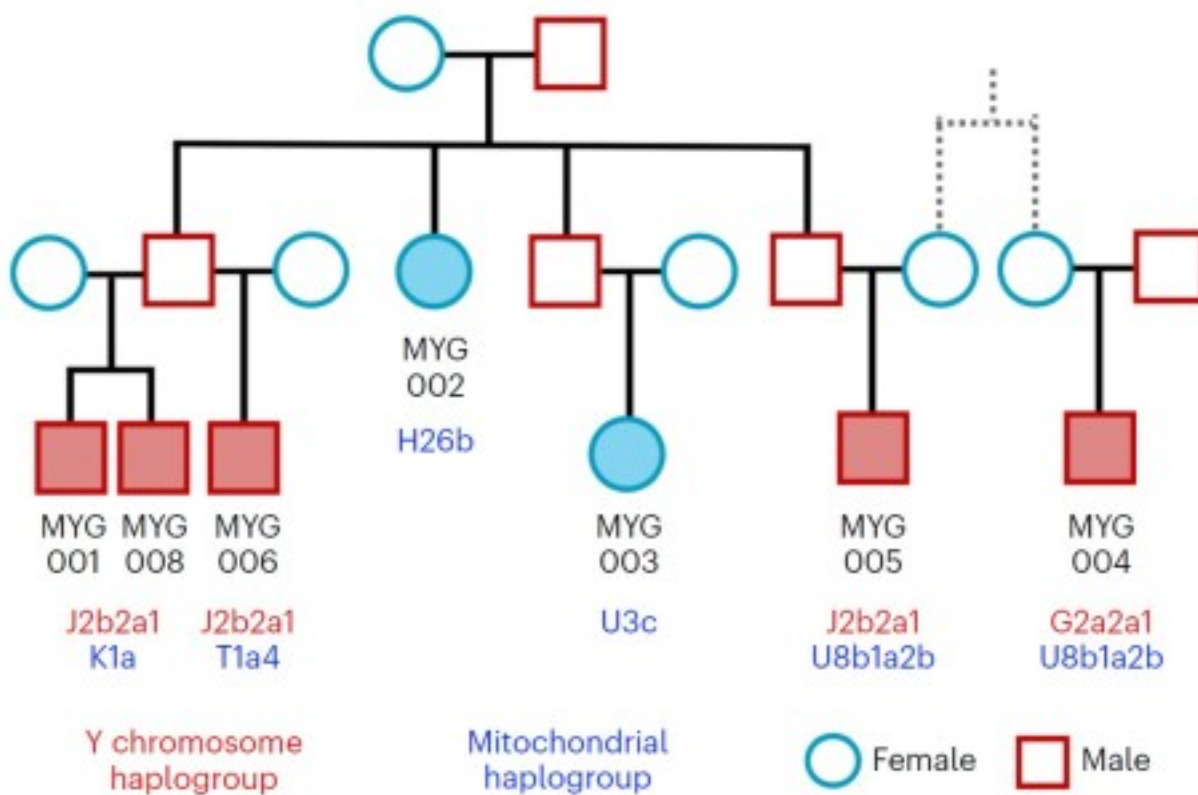 MYG
002
H26b
MYG
001
MYG
008
MYG
006
MYG
003
MYG
005
MYG
004
J2b2a1
K1a
J2b2a1
T1a4
U3c
J2b2a1
U8b1a2b
G2a2a1
U8b1a2b
Y chromosome
haplogroup
Mitochondrial
haplogroup
Female
Male